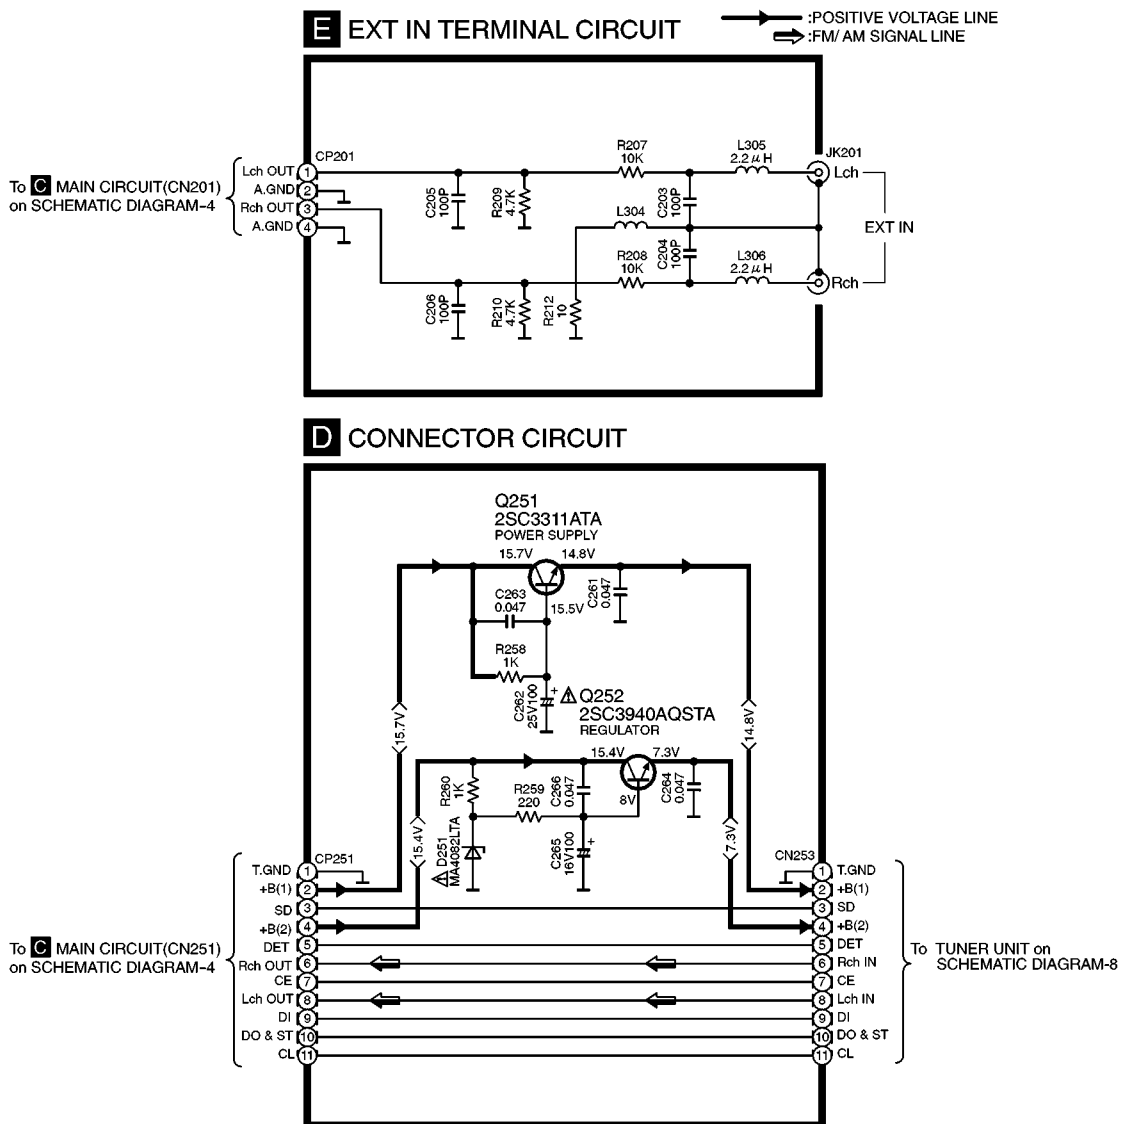 E EXT IN TERMINAL CIRCUIT
:POSITIVE VOLTAGE LINE
:FM/AM SIGNAL LINE
To C MAIN CIRCUIT(CN201)
on SCHEMATIC DIAGRAM-4
CP201
Lch OUT 1
A.GND 2
Rch OUT 3
A.GND 4
C205
100P
R209
4.7K
R207
10K
L305
2.2μH
JK201
Lch
C203
100P
L304
EXT IN
C204
100P
R208
10K
L306
2.2μH
Rch
C206
100P
R210
4.7K
R212
10
D CONNECTOR CIRCUIT
Q251
2SC3311ATA
POWER SUPPLY
15.7V
14.8V
C263
0.047
15.5V
C261
0.047
R258
1K
C262
25V100
+
Q252
2SC3940AQSTA
REGULATOR
15.7V
14.8V
15.4V
7.3V
R260
1K
R259
220
C266
0.047
8V
C264
0.047
15.4V
D251
MA4082LTA
C265
16V100
+
7.3V
CP251
CN253
T.GND 1
1 T.GND
+B(1) 2
2 +B(1)
SD 3
3 SD
+B(2) 4
4 +B(2)
DET 5
5 DET
Rch OUT 6
6 Rch IN
CE 7
7 CE
Lch OUT 8
8 Lch IN
DI 9
9 DI
DO & ST 10
10 DO & ST
CL 11
11 CL
To C MAIN CIRCUIT(CN251)
on SCHEMATIC DIAGRAM-4
To TUNER UNIT on
SCHEMATIC DIAGRAM-8